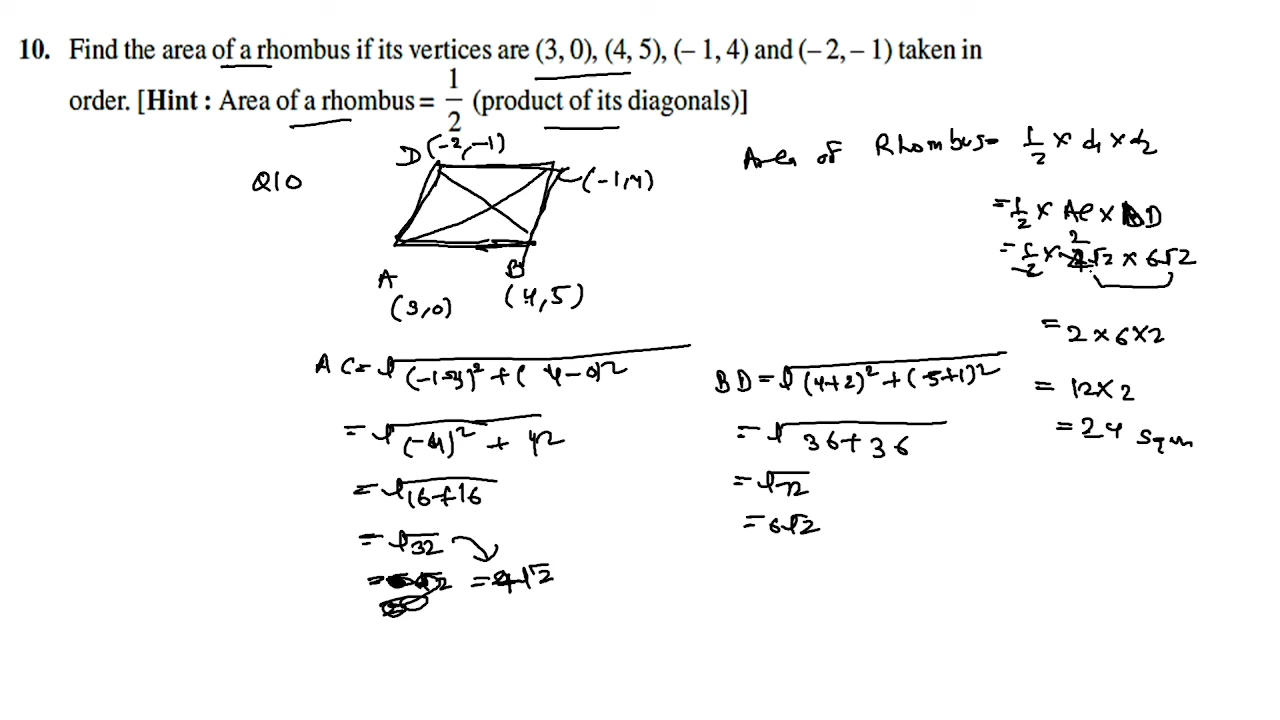 10. Find the area of a rhombus if its vertices are (3, 0), (4, 5), (– 1, 4) and (– 2, – 1) taken in
order. [Hint : Area of a rhombus = 1/2 (product of its diagonals)]
Q10
D (-2,-1)
C (-1,4)
A
(3,0)
B
(4,5)
AC = √(-1-3)² + (4-0)²
= √(-4)² + 4²
= √16+16
= √32
= 4√2
BD = √(4+2)² + (5+1)²
= √36+36
= √72
= 6√2
Area of Rhombus = 1/2 × d1 × d2
= 1/2 × AC × BD
= 1/2 × 4√2 × 6√2
2
= 2×6×2
= 12×2
= 24